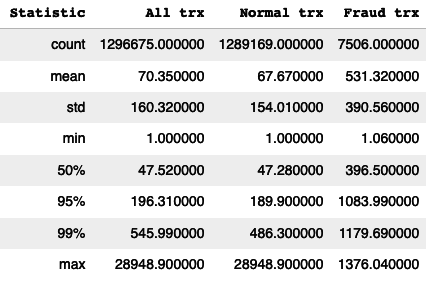 Statistic All trx Normal trx Fraud trx
count 1296675.000000 1289169.000000 7506.000000
mean 70.350000 67.670000 531.320000
std 160.320000 154.010000 390.560000
min 1.000000 1.000000 1.060000
50% 47.520000 47.280000 396.500000
95% 196.310000 189.900000 1083.990000
99% 545.990000 486.300000 1179.690000
max 28948.900000 28948.900000 1376.040000